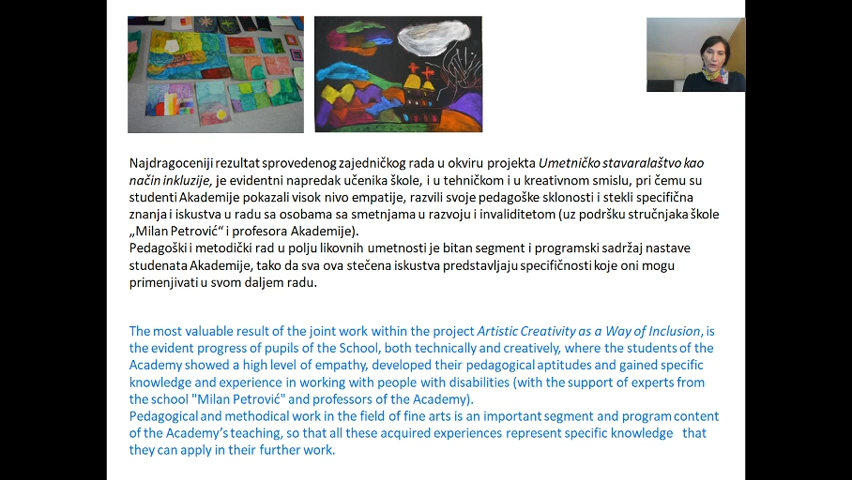 Najdragoceniji rezultat sprovedenog zajedničkog rada u okviru projekta Umetničko stavaralaštvo kao
način inkluzije, je evidentni napredak učenika škole, i u tehničkom i u kreativnom smislu, pri čemu su
studenti Akademije pokazali visok nivo empatije, razvili svoje pedagoške sklonosti i stekli specifična
znanja i iskustva u radu sa osobama sa smetnjama u razvoju i invaliditetom (uz podršku stručnjaka škole
„Milan Petrović“ i profesora Akademije).
Pedagoški i metodički rad u polju likovnih umetnosti je bitan segment i programski sadržaj nastave
studenata Akademije, tako da sva ova stečena iskustva predstavljaju specifičnosti koje oni mogu
primenjivati u svom daljem radu.
The most valuable result of the joint work within the project Artistic Creativity as a Way of Inclusion, is
the evident progress of pupils of the School, both technically and creatively, where the students of the
Academy showed a high level of empathy, developed their pedagogical aptitudes and gained specific
knowledge and experience in working with people with disabilities (with the support of experts from
the school "Milan Petrović" and professors of the Academy).
Pedagogical and methodical work in the field of fine arts is an important segment and program content
of the Academy’s teaching, so that all these acquired experiences represent specific knowledge that
they can apply in their further work.